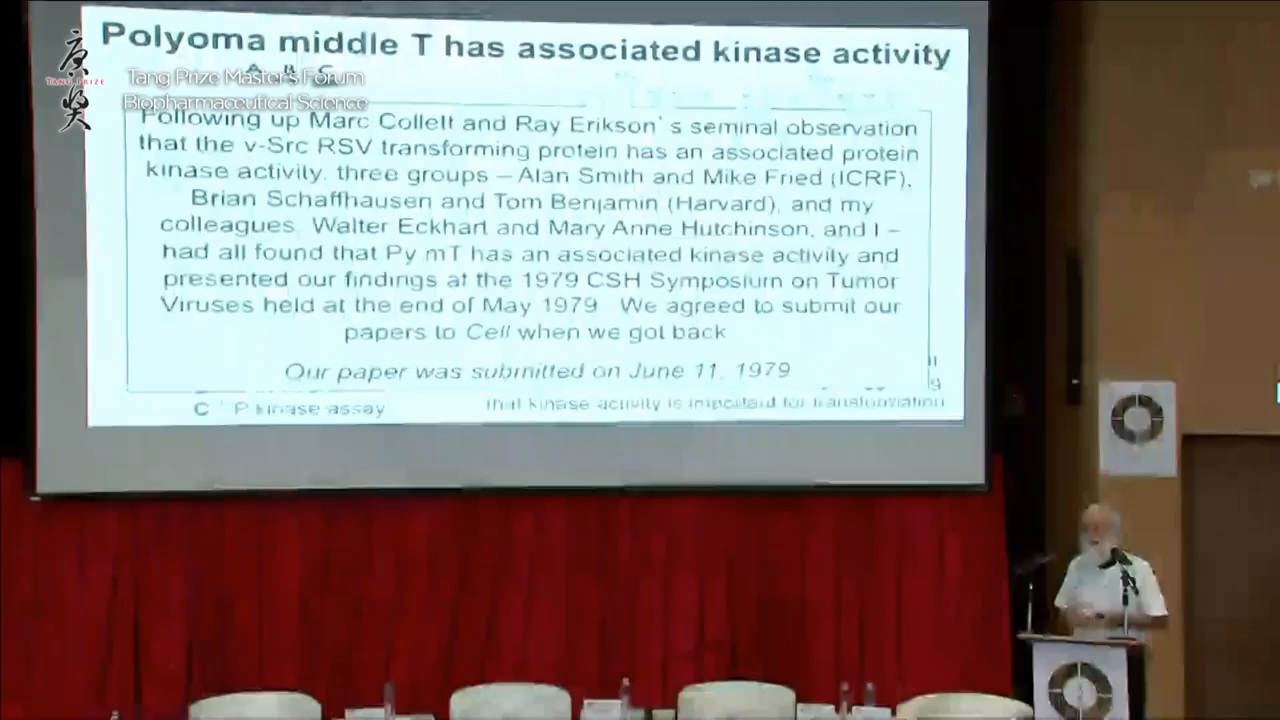 Polyoma middle T has associated kinase activity
庚
TANG PRIZE
奖
Tang Prize Masters' Forum
Biopharmaceutical Science
A B C
Following up Marc Collett and Ray Erikson's seminal observation
that the v-Src RSV transforming protein has an associated protein
kinase activity, three groups – Alan Smith and Mike Fried (ICRF),
Brian Schaffhausen and Tom Benjamin (Harvard), and my
colleagues, Walter Eckhart and Mary Anne Hutchinson, and I –
had all found that Py mT has an associated kinase activity and
presented our findings at the 1979 CSH Symposium on Tumor
Viruses held at the end of May 1979 We agreed to submit our
papers to Cell when we got back
Our paper was submitted on June 11, 1979
kinase assay
that kinase activity is important for transformation